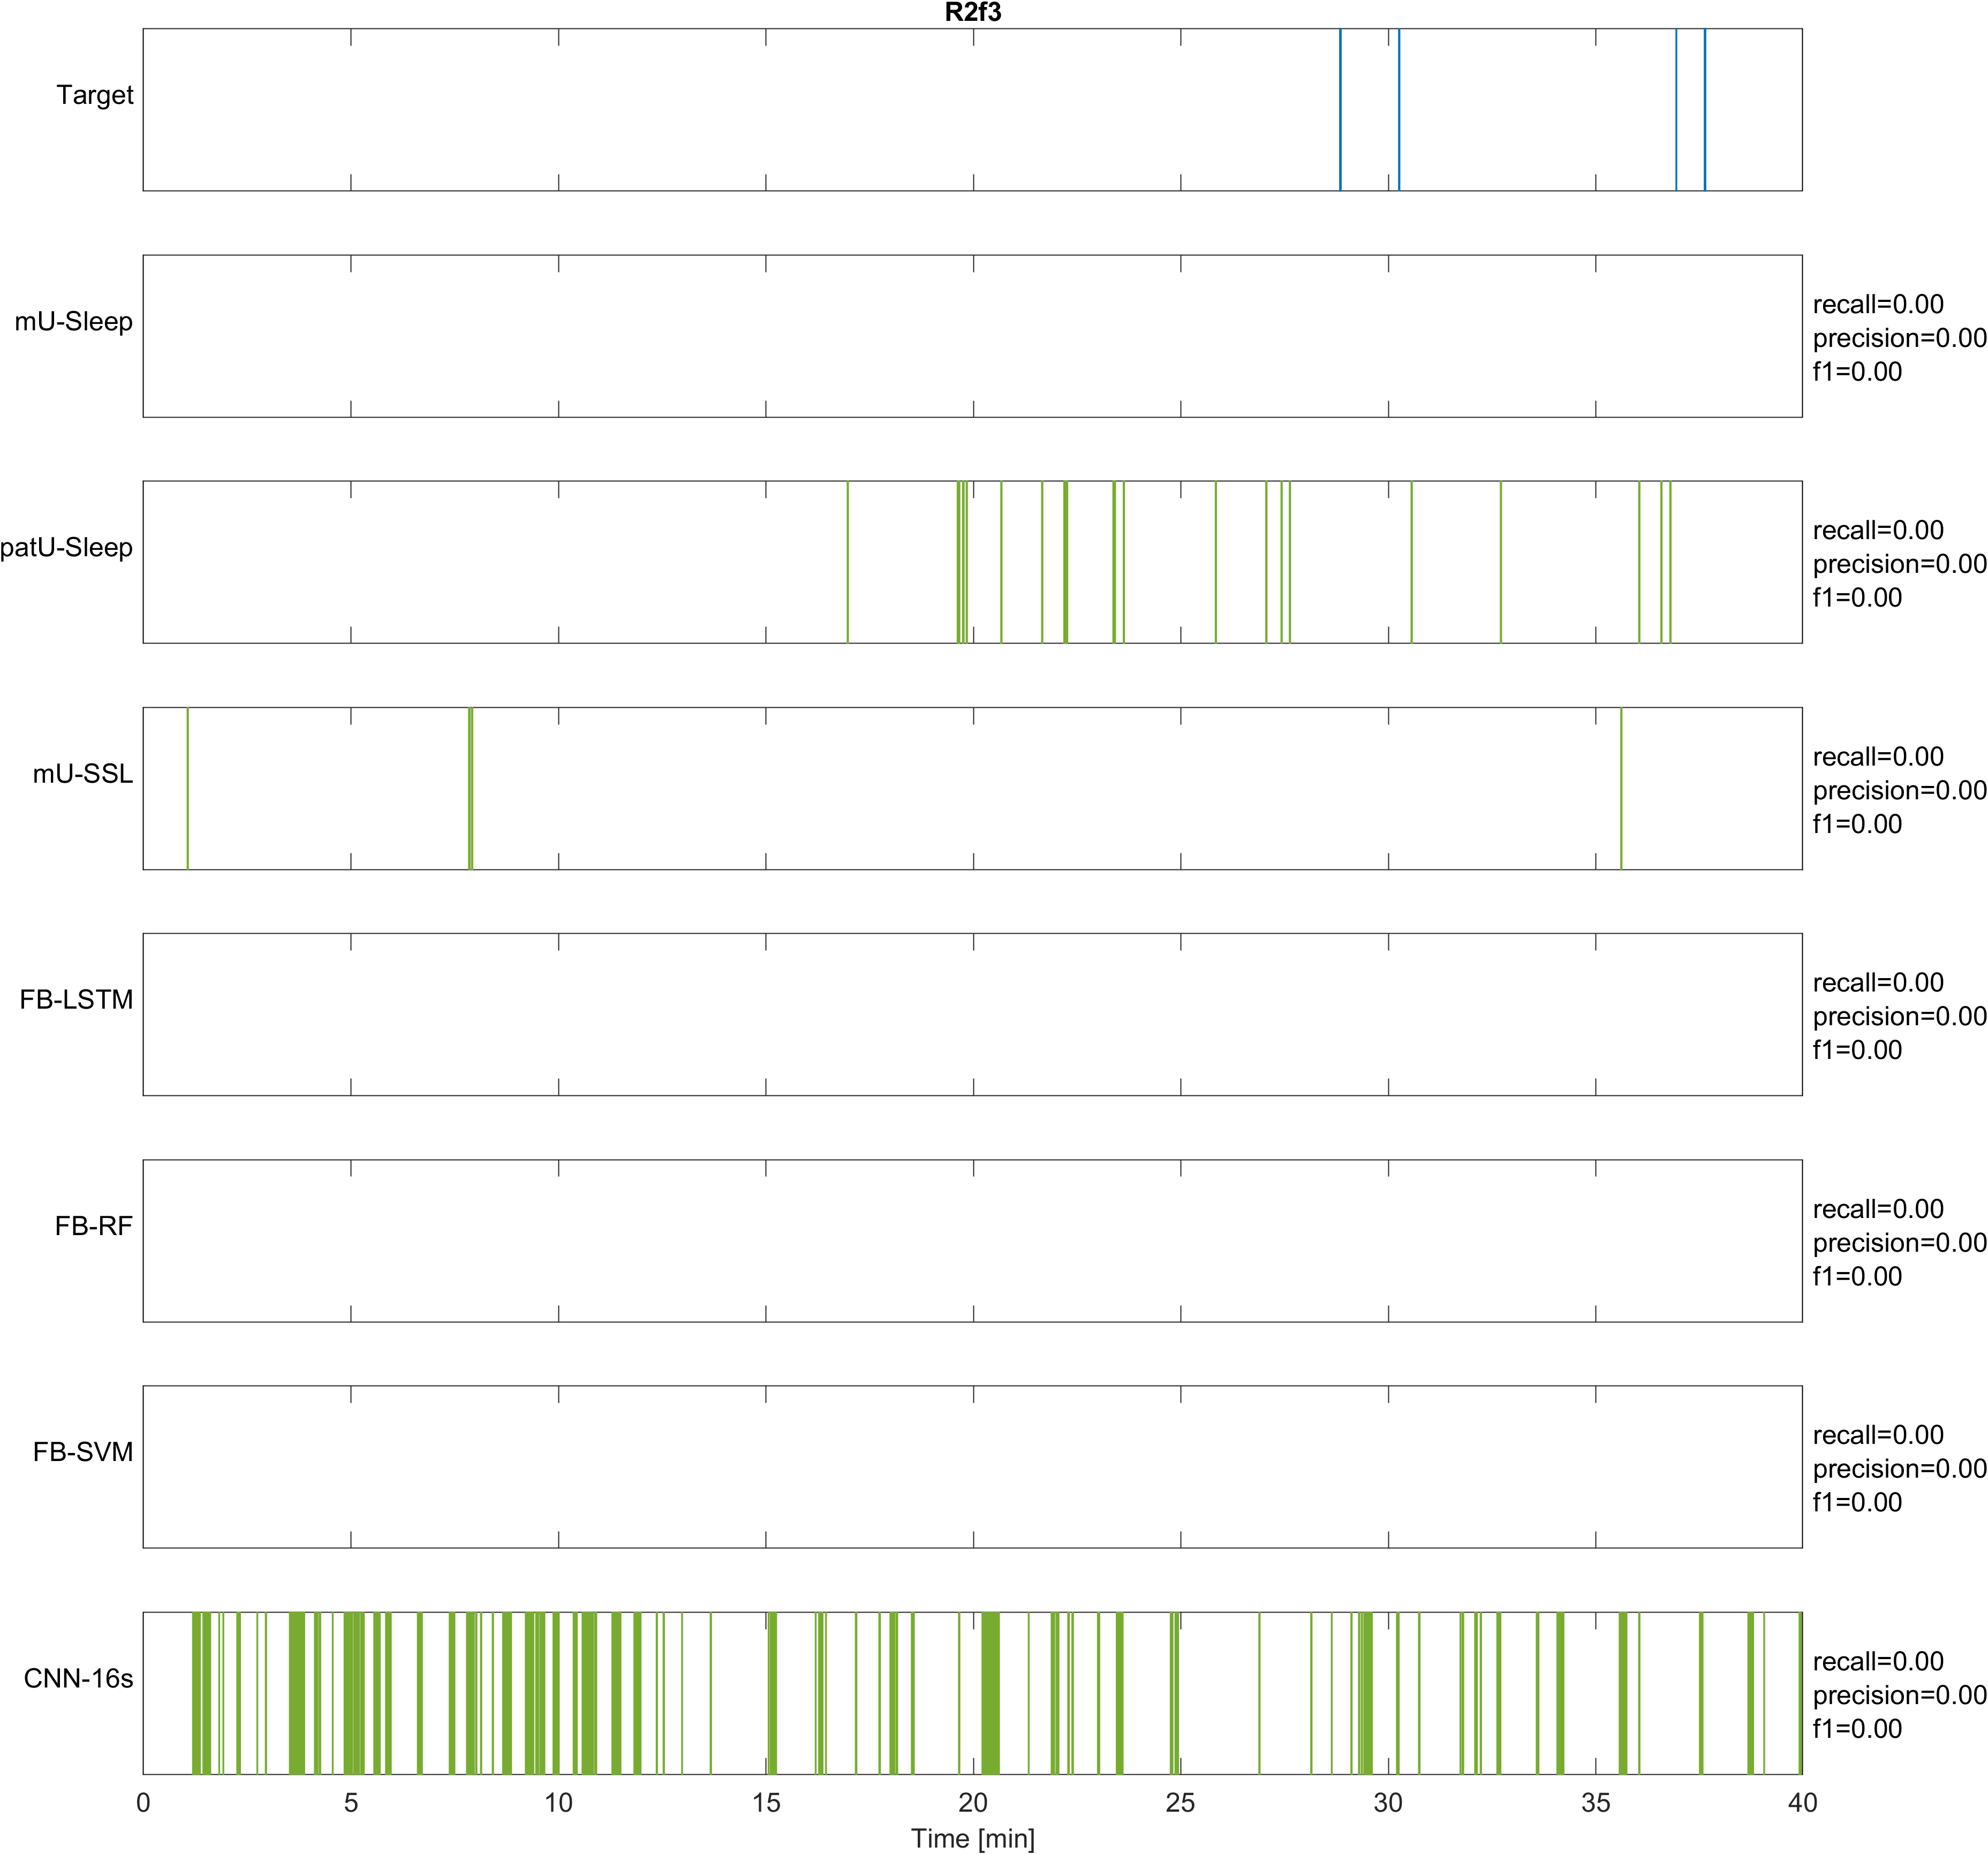 R2f3
Target
mU-Sleep
recall=0.00
precision=0.00
f1=0.00
patU-Sleep
recall=0.00
precision=0.00
f1=0.00
mU-SSL
recall=0.00
precision=0.00
f1=0.00
FB-LSTM
recall=0.00
precision=0.00
f1=0.00
FB-RF
recall=0.00
precision=0.00
f1=0.00
FB-SVM
recall=0.00
precision=0.00
f1=0.00
CNN-16s
recall=0.00
precision=0.00
f1=0.00
0 5 10 15 20 25 30 35 40
Time [min]